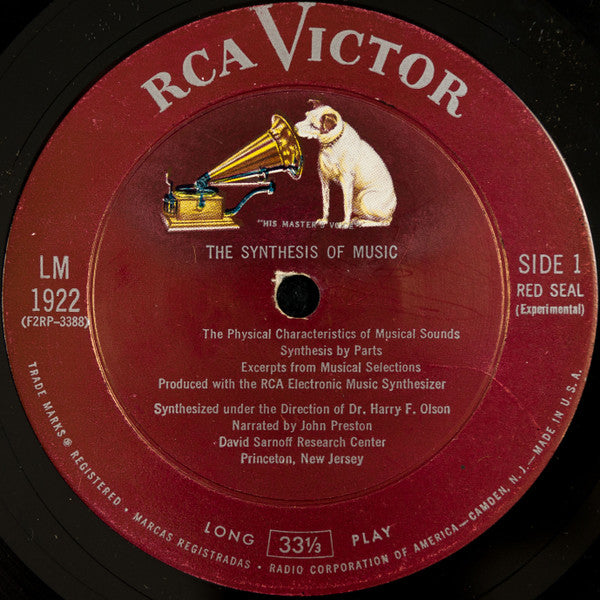 RCA VICTOR
"HIS MASTER'S VOICE"
THE SYNTHESIS OF MUSIC
LM
1922
(F2RP-3388)
SIDE 1
RED SEAL
(Experimental)
The Physical Characteristics of Musical Sounds
Synthesis by Parts
Excerpts from Musical Selections
Produced with the RCA Electronic Music Synthesizer
Synthesized under the Direction of Dr. Harry F. Olson
Narrated by John Preston
David Sarnoff Research Center
Princeton, New Jersey
LONG 33⅓ PLAY
TRADE MARKS ® REGISTERED • MARCAS REGISTRADAS • RADIO CORPORATION OF AMERICA—CAMDEN, N. J.—MADE IN U. S. A.